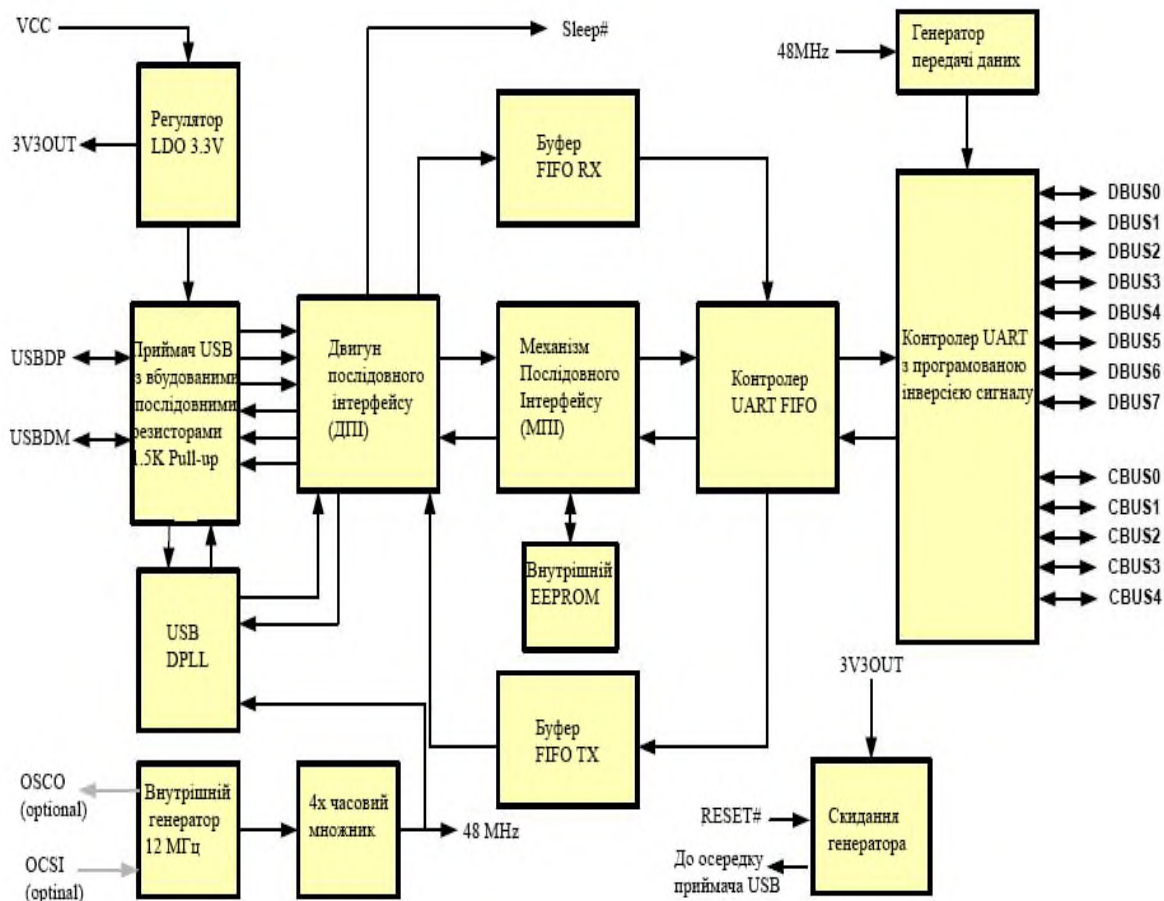 VCC
Sleep#
48MHz
Генератор
передачі даних
Регулятор
LDO 3.3V
3V3OUT
Буфер
FIFO RX
DBUS0
DBUS1
DBUS2
DBUS3
DBUS4
DBUS5
DBUS6
DBUS7
USBDP
USBDM
Приймач USB
з вбудованими
послідовними
резисторами
1.5K Pull-up
Двигун
послідовного
інтерфейсу
(ДПІ)
Механізм
Послідовного
Інтерфейсу
(МПІ)
Контролер
UART FIFO
Контролер UART
з програмованою
інверсією сигналу
CBUS0
CBUS1
CBUS2
CBUS3
CBUS4
USB
DPLL
Внутрішній
EEPROM
Буфер
FIFO TX
3V3OUT
OSCO
(optional)
OCSI
(optinal)
Внутрішній
генератор
12 МГц
4x часовий
множник
48 MHz
RESET#
До осередку
приймача USB
Скидання
генератора